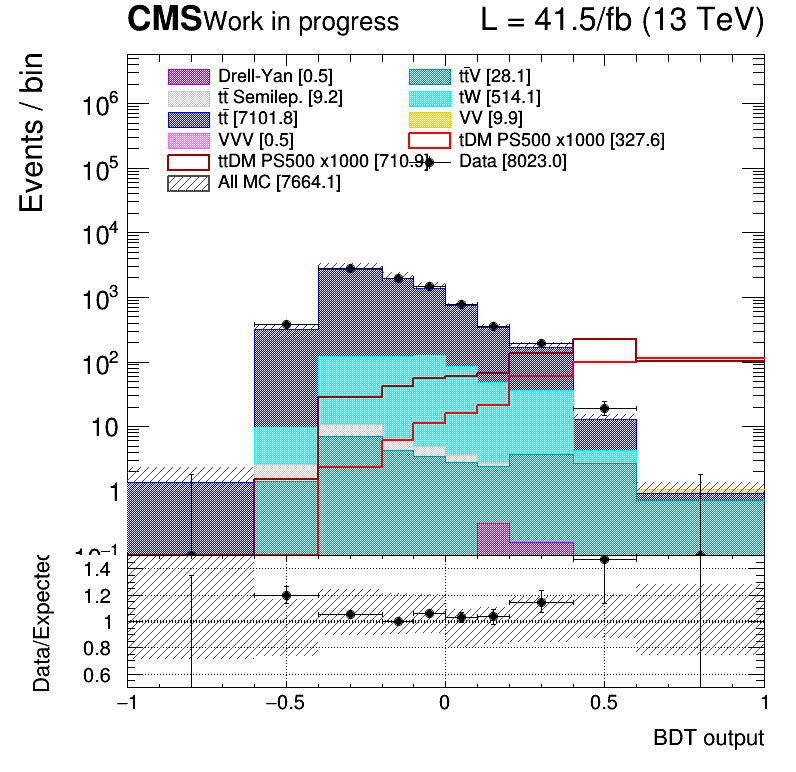 CMS Work in progress L = 41.5/fb (13 TeV)
Events / bin
Drell-Yan [0.5] tt̄V [28.1]
tt̄ Semilep. [9.2] tW [514.1]
tt̄ [7101.8] VV [9.9]
VVV [0.5] tDM PS500 x1000 [327.6]
ttDM PS500 x1000 [710.9] Data [8023.0]
All MC [7664.1]
10⁶
10⁵
10⁴
10³
10²
10
1
10⁻¹
Data/Expected
1.4
1.2
1
0.8
0.6
−1 −0.5 0 0.5 1
BDT output